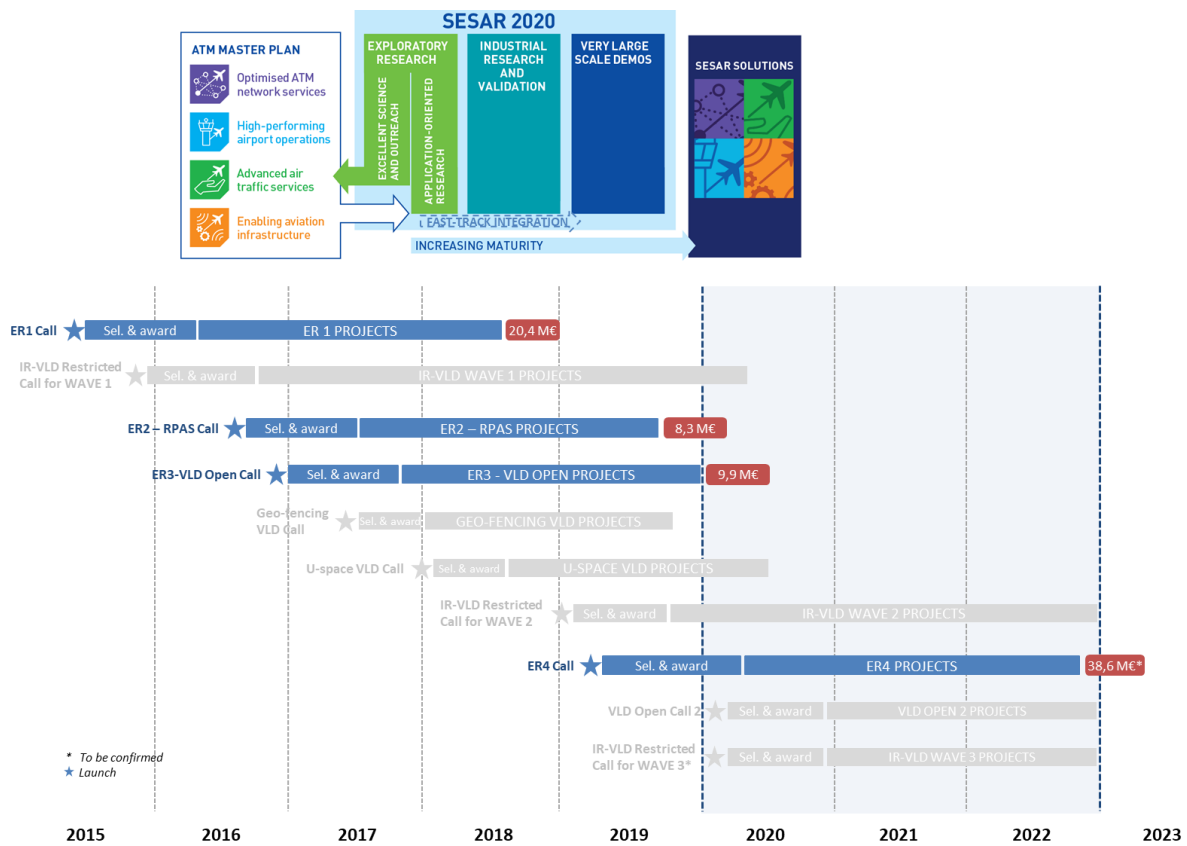 SESAR 2020
ATM MASTER PLAN
Optimised ATM
network services
High-performing
airport operations
Advanced air
traffic services
Enabling aviation
infrastructure
EXPLORATORY
RESEARCH
EXCELLENT SCIENCE
AND OUTREACH
APPLICATION-ORIENTED
RESEARCH
INDUSTRIAL
RESEARCH
AND
VALIDATION
VERY LARGE
SCALE DEMOS
FAST-TRACK INTEGRATION
INCREASING MATURITY
SESAR SOLUTIONS
ER1 Call
Sel. & award
ER 1 PROJECTS
20,4 M€
IR-VLD Restricted
Call for WAVE 1
Sel. & award
IR-VLD WAVE 1 PROJECTS
ER2 – RPAS Call
Sel. & award
ER2 – RPAS PROJECTS
8,3 M€
ER3-VLD Open Call
Sel. & award
ER3 - VLD OPEN PROJECTS
9,9 M€
Geo-fencing
VLD Call
Sel. & award
GEO-FENCING VLD PROJECTS
U-space VLD Call
Sel. & award
U-SPACE VLD PROJECTS
IR-VLD Restricted
Call for WAVE 2
Sel. & award
IR-VLD WAVE 2 PROJECTS
ER4 Call
Sel. & award
ER4 PROJECTS
38,6 M€*
VLD Open Call 2
Sel. & award
VLD OPEN 2 PROJECTS
IR-VLD Restricted
Call for WAVE 3*
Sel. & award
IR-VLD WAVE 3 PROJECTS
* To be confirmed
Launch
2015 2016 2017 2018 2019 2020 2021 2022 2023